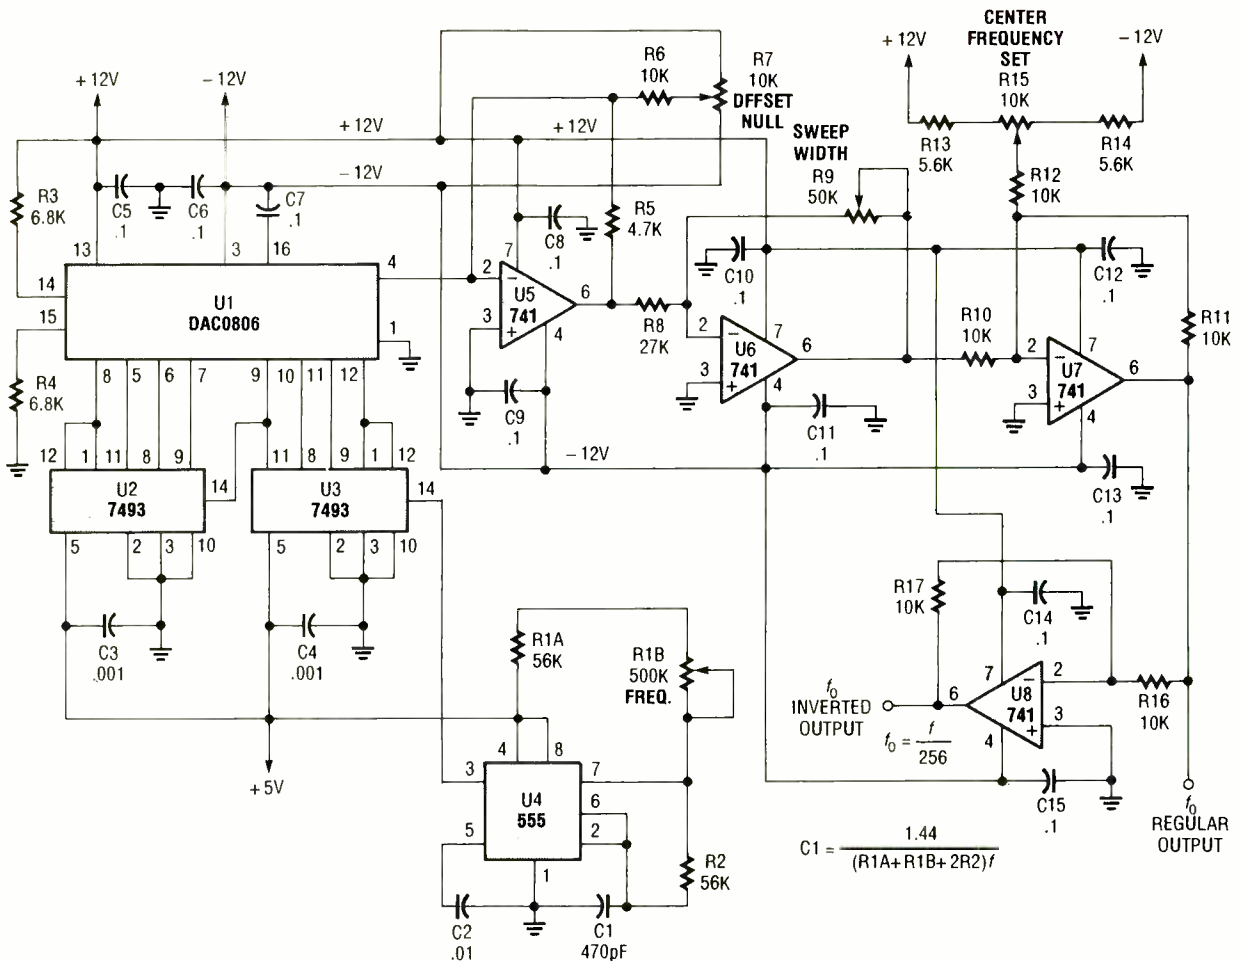 CENTER
FREQUENCY
SET
R15
10K
+12V
-12V
R13
5.6K
R14
5.6K
R12
10K
R6
10K
R7
10K
DFFSET
NULL
+12V
-12V
+12V
+12V
-12V
SWEEP
WIDTH
R9
50K
R3
6.8K
C5
.1
C6
.1
C7
.1
R5
4.7K
C8
.1
13
3
16
14
15
4
1
U1
DAC0806
8
5
6
7
9
10
11
12
R4
6.8K
2
3
7
6
4
U5
741
C9
.1
R8
27K
C10
.1
2
3
7
6
4
U6
741
C11
.1
R10
10K
C12
.1
R11
10K
2
3
7
6
4
U7
741
C13
.1
-12V
12
1
11
8
9
14
U2
7493
5
2
3
10
11
8
9
1
12
14
U3
7493
5
2
3
10
C3
.001
C4
.001
+5V
R1A
56K
R1B
500K
FREQ.
4
8
3
7
6
2
5
1
U4
555
R2
56K
C2
.01
C1
470pF
R17
10K
C14
.1
7
2
6
3
4
U8
741
R16
10K
C15
.1
fo
INVERTED
OUTPUT
fo = f
256
fo
REGULAR
OUTPUT
C1 = 1.44
(R1A+R1B+2R2)f